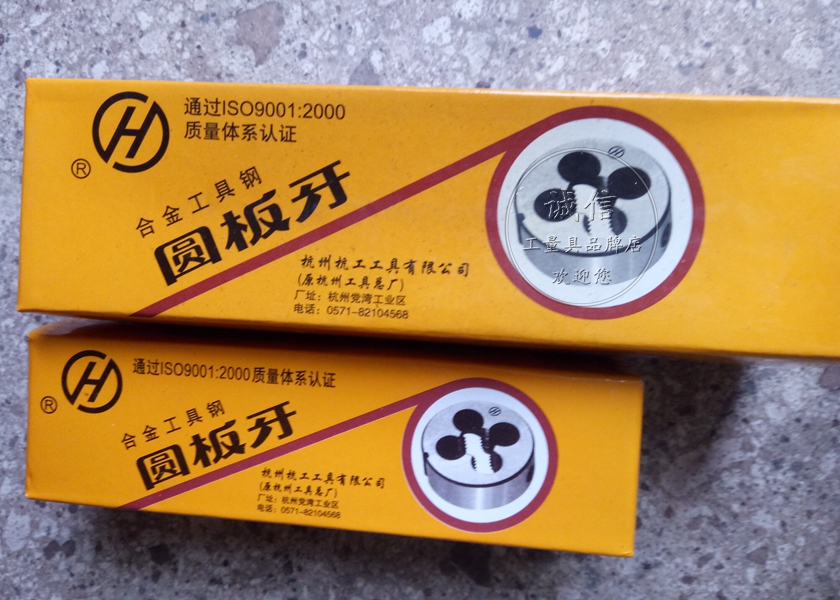 通过ISO9001:2000
质量体系认证
H
®
合金工具钢
圆板牙
杭州杭工工具有限公司
(原杭州工具总厂)
厂址: 杭州党湾工业区
电话: 0571-82104568
诚信
工量具品牌店
欢迎您
通过ISO9001:2000质量体系认证
H
®
合金工具钢
圆板牙
杭州杭工工具有限公司
(原杭州工具总厂)
厂址: 杭州党湾工业区
电话: 0571-82104568